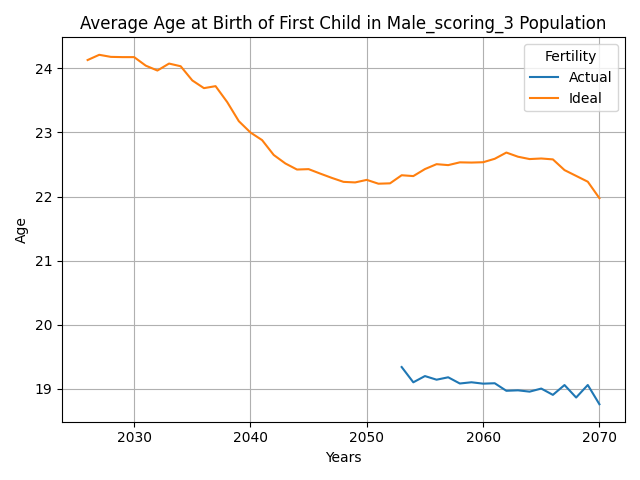 Average Age at Birth of First Child in Male_scoring_3 Population
Fertility
Actual
Ideal
Age
24
23
22
21
20
19
2030
2040
2050
2060
2070
Years